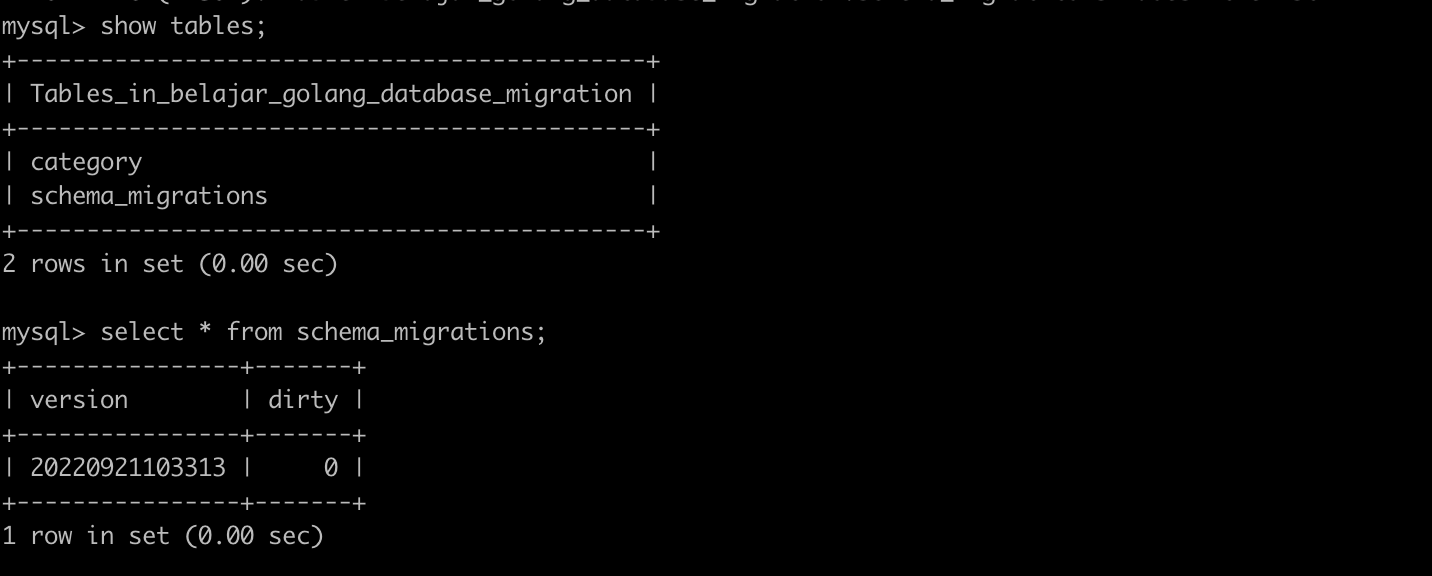 mysql> show tables;
+---------------------------------------------+
| Tables_in_belajar_golang_database_migration |
+---------------------------------------------+
| category                                    |
| schema_migrations                           |
+---------------------------------------------+
2 rows in set (0.00 sec)
mysql> select * from schema_migrations;
+----------------+-------+
| version        | dirty |
+----------------+-------+
| 20220921103313 |     0 |
+----------------+-------+
1 row in set (0.00 sec)